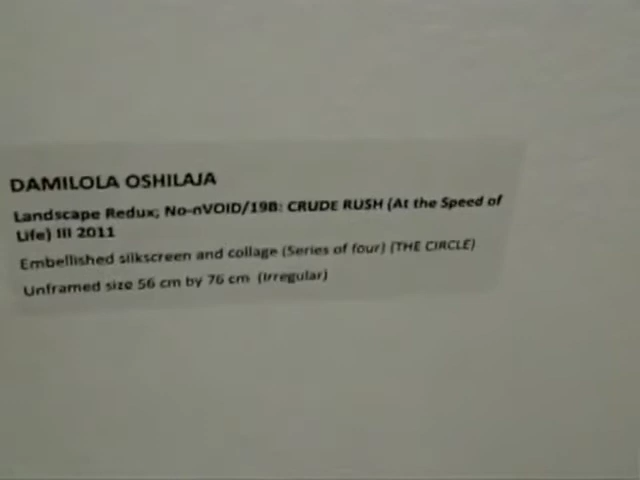 DAMILOLA OSHILAJA
Landscape Redux; No-nVOID/19B: CRUDE RUSH (At the Speed of
Life) III 2011
Embellished silkscreen and collage (Series of four) (THE CIRCLE)
Unframed size 56 cm by 76 cm (Irregular)